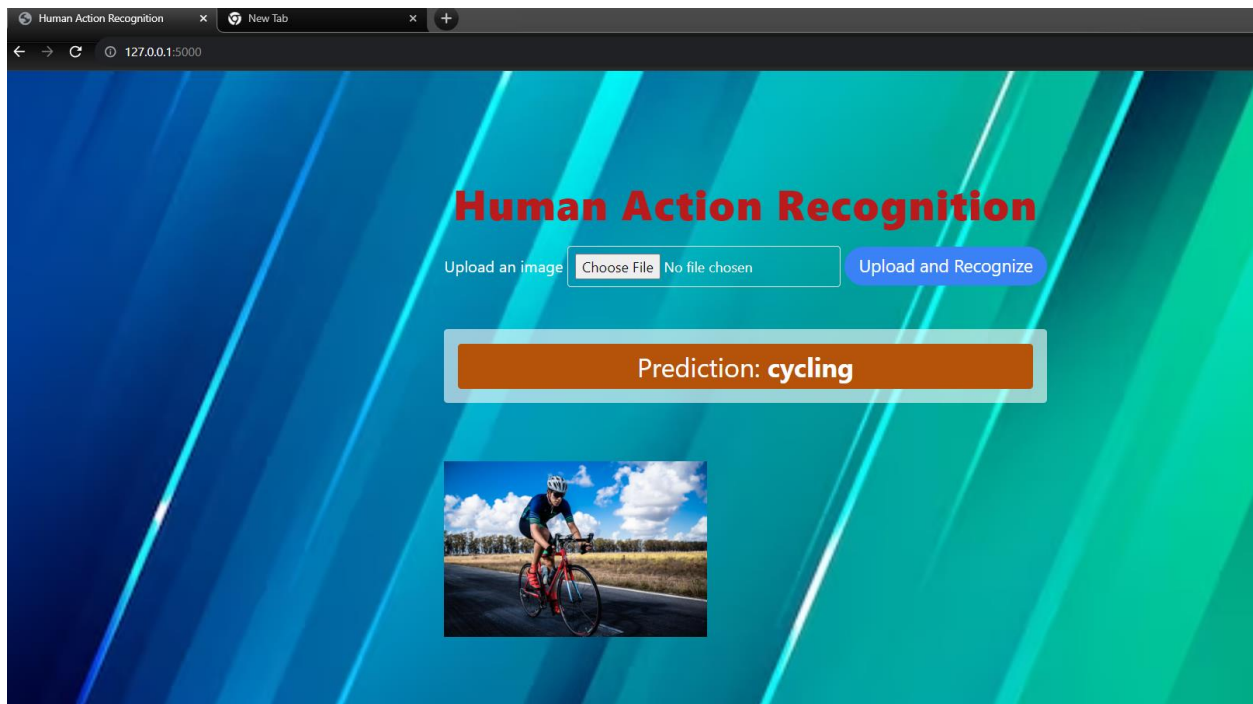 Human Action Recognition
New Tab
127.0.0.1:5000
Human Action Recognition
Upload an image Choose File No file chosen Upload and Recognize
Prediction: cycling